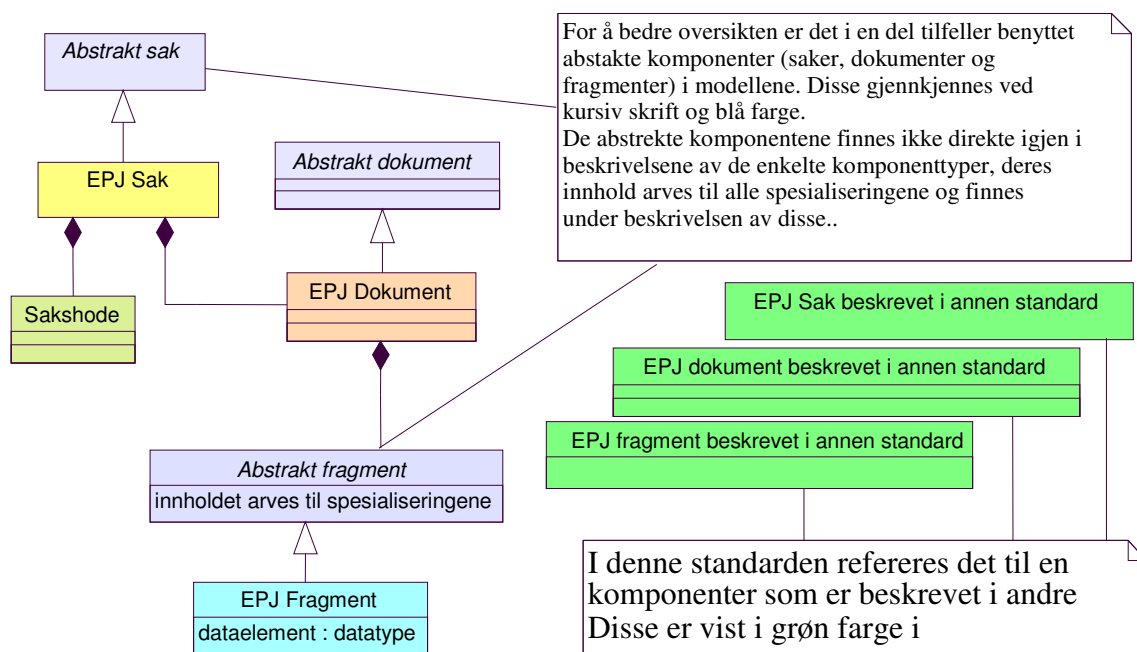 Abstrakt sak
EPJ Sak
Abstrakt dokument
Sakshode
EPJ Dokument
Abstrakt fragment
innholdet arves til spesialiseringene
EPJ Fragment
dataelement : datatype
For å bedre oversikten er det i en del tilfeller benyttet
abstakte komponenter (saker, dokumenter og
fragmenter) i modellene. Disse gjennkjennes ved
kursiv skrift og blå farge.
De abstrekte komponentene finnes ikke direkte igjen i
beskrivelsene av de enkelte komponenttyper, deres
innhold arves til alle spesialiseringene og finnes
under beskrivelsen av disse..
EPJ Sak beskrevet i annen standard
EPJ dokument beskrevet i annen standard
EPJ fragment beskrevet i annen standard
I denne standarden refereres det til en
komponenter som er beskrevet i andre
Disse er vist i grøn farge i